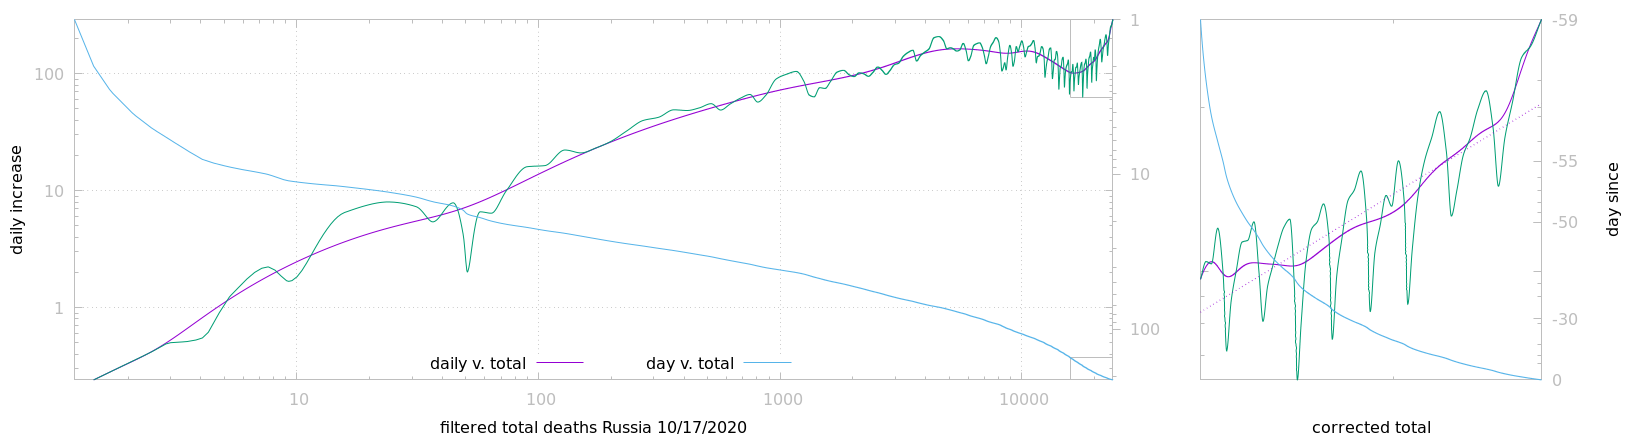 daily increase
100
10
1
10
100
1000
10000
1
10
100
daily v. total
day v. total
filtered total deaths Russia 10/17/2020
-59
-55
-50
-30
0
day since
corrected total